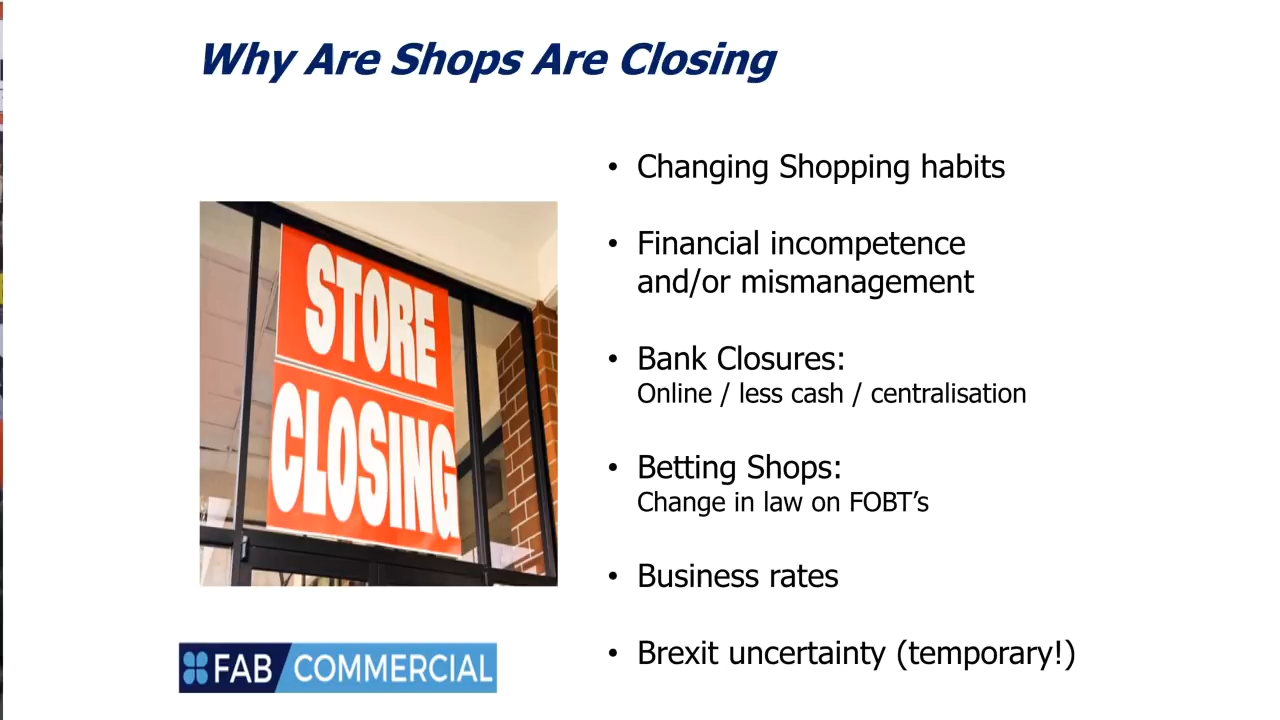 Why Are Shops Are Closing
• Changing Shopping habits
• Financial incompetence
and/or mismanagement
• Bank Closures:
Online / less cash / centralisation
• Betting Shops:
Change in law on FOBT’s
• Business rates
• Brexit uncertainty (temporary!)
STORE
CLOSING
FAB COMMERCIAL